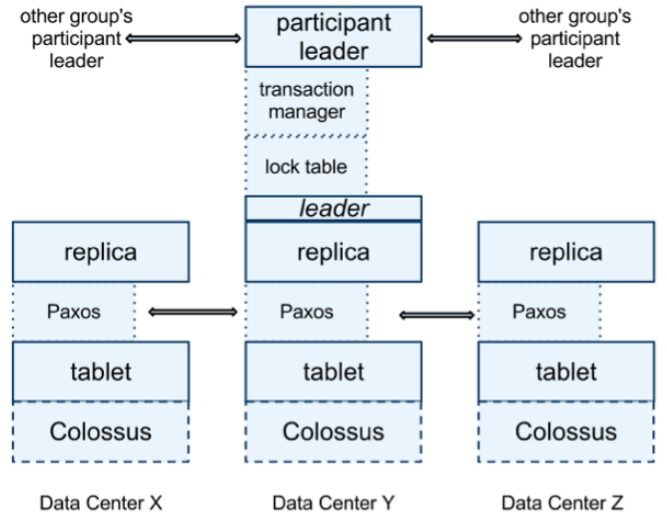 other group's
participant
leader
participant
leader
other group's
participant
leader
transaction
manager
lock table
leader
replica
replica
replica
Paxos
Paxos
Paxos
tablet
tablet
tablet
Colossus
Colossus
Colossus
Data Center X
Data Center Y
Data Center Z